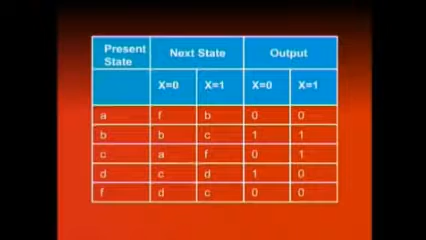 Present State Next State Output
X=0 X=1 X=0 X=1
a f b 0 0
b b c 1 1
c a f 0 1
d c d 1 0
f d c 0 0